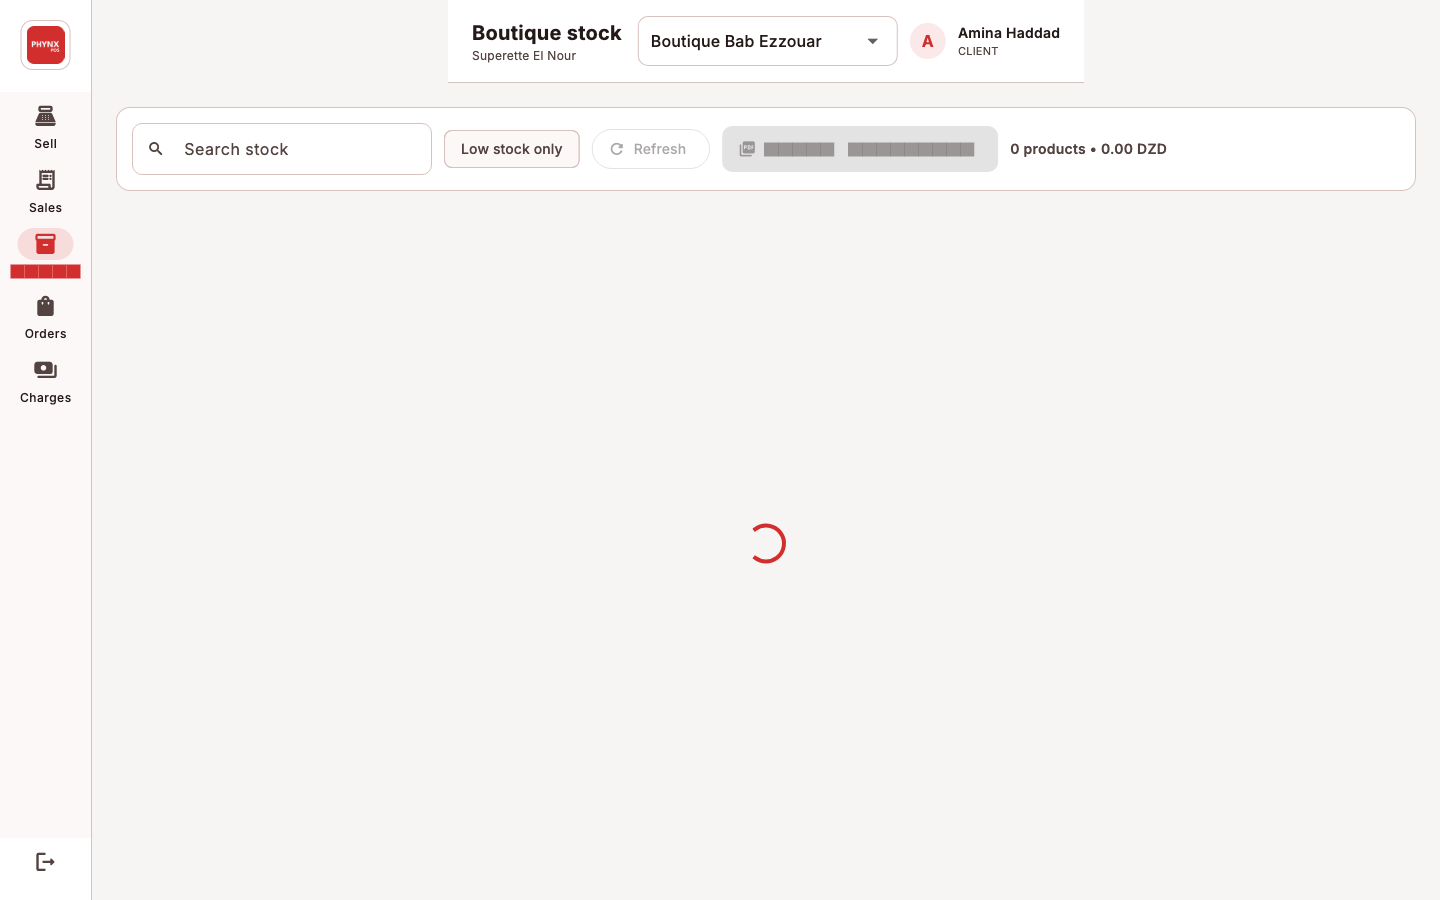 PHYNX
POS
Boutique stock
Superette El Nour
Boutique Bab Ezzouar
A
Amina Haddad
CLIENT
Sell
Sales
Orders
Charges
Search stock
Low stock only
Refresh
PDF
0 products • 0.00 DZD